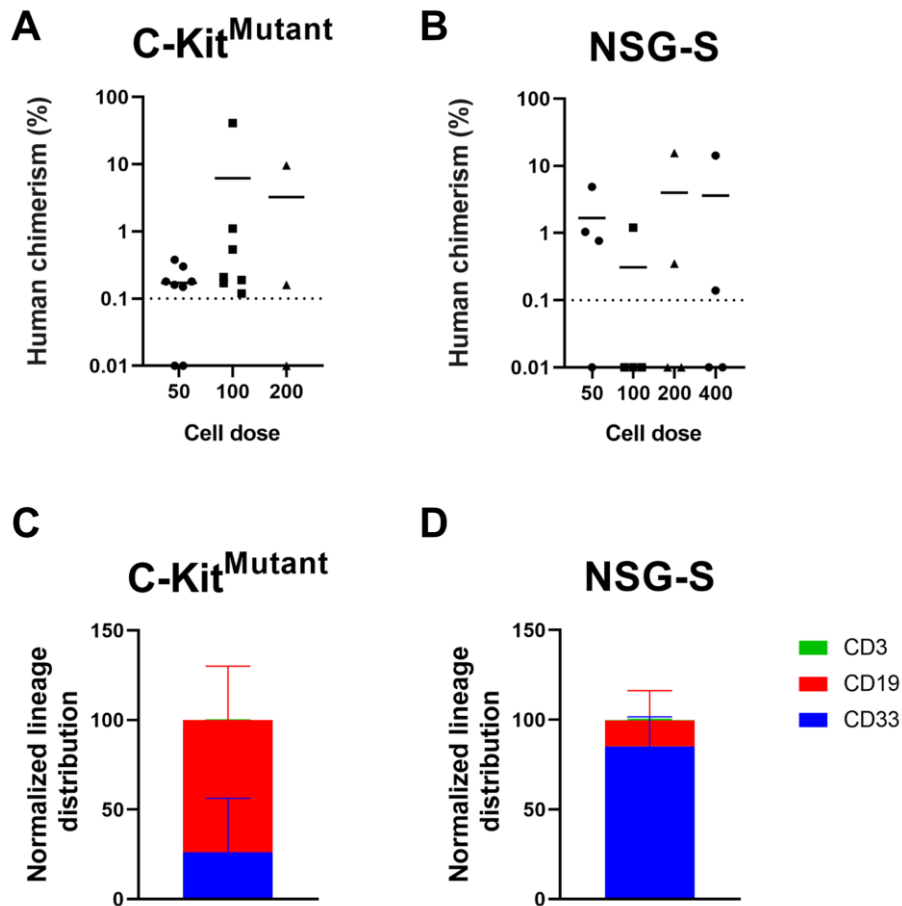 A
C-Kit^Mutant
Human chimerism (%)
100
10
1
0.1
0.01
50 100 200
Cell dose
B
NSG-S
Human chimerism (%)
100
10
1
0.1
0.01
50 100 200 400
Cell dose
C
C-Kit^Mutant
Normalized lineage
distribution
150
100
50
0
D
NSG-S
Normalized lineage
distribution
150
100
50
0
CD3
CD19
CD33